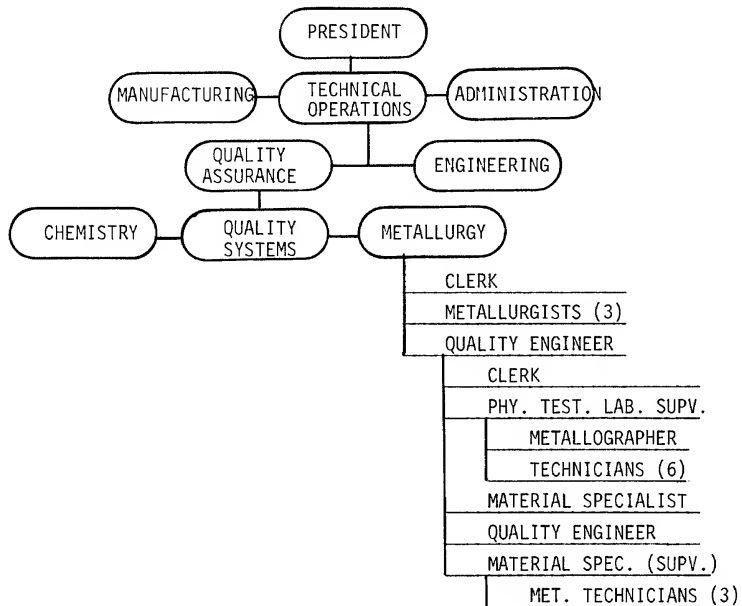 PRESIDENT
MANUFACTURING
TECHNICAL
OPERATIONS
ADMINISTRATION
QUALITY
ASSURANCE
ENGINEERING
CHEMISTRY
QUALITY
SYSTEMS
METALLURGY
CLERK
METALLURGISTS (3)
QUALITY ENGINEER
CLERK
PHY. TEST. LAB. SUPV.
METALLOGRAPHER
TECHNICIANS (6)
MATERIAL SPECIALIST
QUALITY ENGINEER
MATERIAL SPEC. (SUPV.)
MET. TECHNICIANS (3)